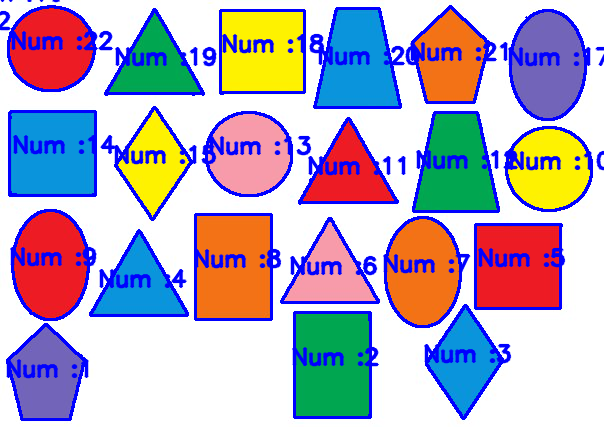 Num :22
Num :19
Num :18
Num :20
Num :21
Num :17
Num :14
Num :15
Num :13
Num :11
Num :12
Num :10
Num :9
Num :4
Num :8
Num :6
Num :7
Num :5
Num :1
Num :2
Num :3